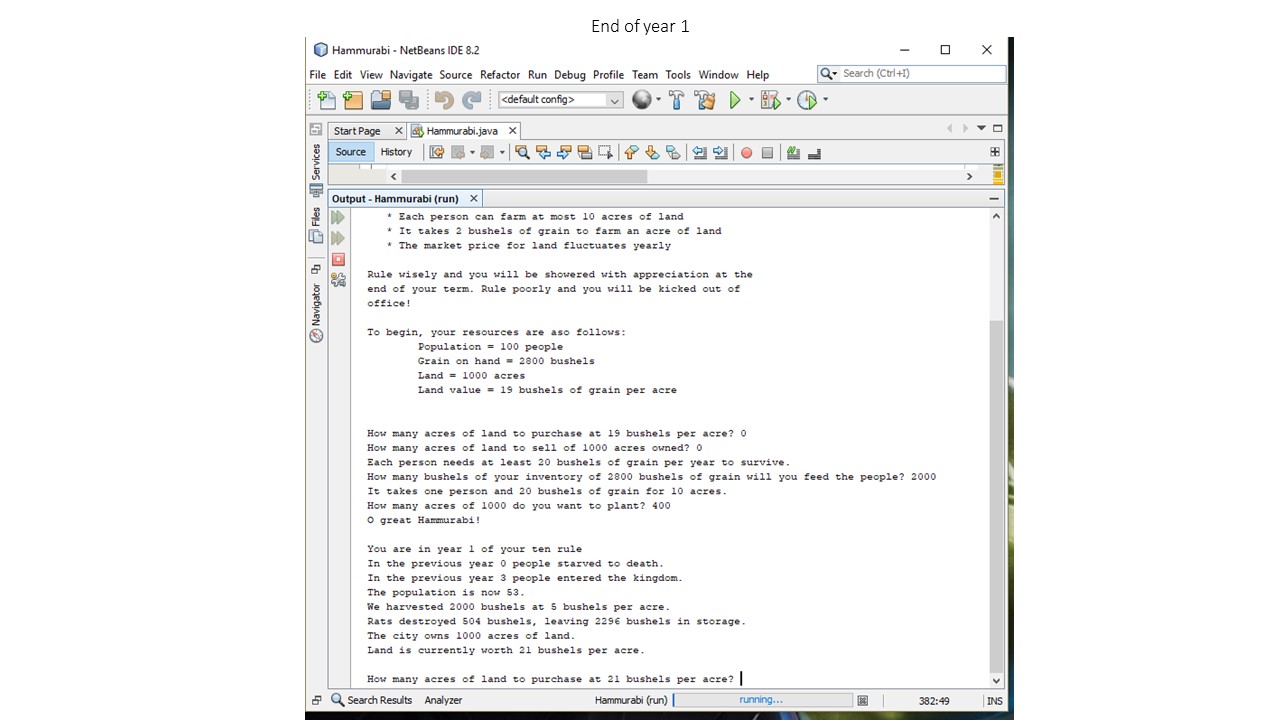 End of year 1
Hammurabi - NetBeans IDE 8.2
File Edit View Navigate Source Refactor Run Debug Profile Team Tools Window Help
Search (Ctrl+I)
<default config>
Start Page
Hammurabi.java
Source History
Services
Files
Navigator
Output - Hammurabi (run)
* Each person can farm at most 10 acres of land
* It takes 2 bushels of grain to farm an acre of land
* The market price for land fluctuates yearly
Rule wisely and you will be showered with appreciation at the
end of your term. Rule poorly and you will be kicked out of
office!
To begin, your resources are aso follows:
Population = 100 people
Grain on hand = 2800 bushels
Land = 1000 acres
Land value = 19 bushels of grain per acre
How many acres of land to purchase at 19 bushels per acre? 0
How many acres of land to sell of 1000 acres owned? 0
Each person needs at least 20 bushels of grain per year to survive.
How many bushels of your inventory of 2800 bushels of grain will you feed the people? 2000
It takes one person and 20 bushels of grain for 10 acres.
How many acres of 1000 do you want to plant? 400
O great Hammurabi!
You are in year 1 of your ten rule
In the previous year 0 people starved to death.
In the previous year 3 people entered the kingdom.
The population is now 53.
We harvested 2000 bushels at 5 bushels per acre.
Rats destroyed 504 bushels, leaving 2296 bushels in storage.
The city owns 1000 acres of land.
Land is currently worth 21 bushels per acre.
How many acres of land to purchase at 21 bushels per acre?
Search Results Analyzer Hammurabi (run) running... 382:49 INS